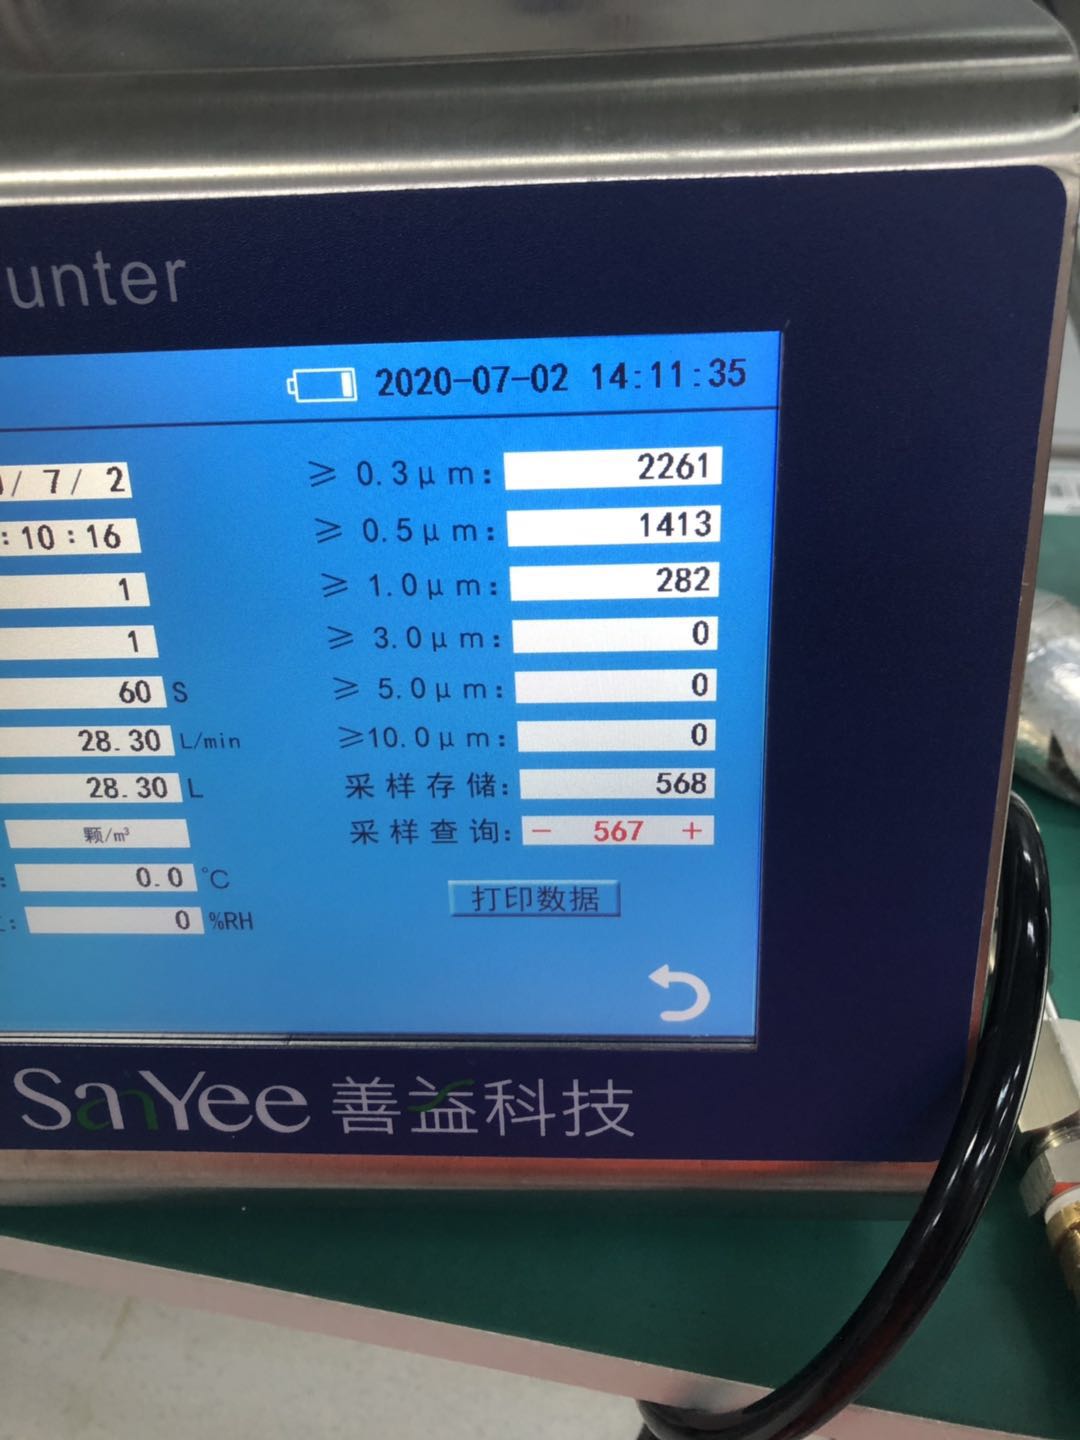 unter
2020-07-02 14:11:35
/ 7/ 2
≥ 0.3μm: 2261
:10:16
≥ 0.5μm: 1413
1
≥ 1.0μm: 282
1
≥ 3.0μm: 0
60 S
≥ 5.0μm: 0
28.30 L/min
≥10.0μm: 0
28.30 L
采样存储: 568
颗/m³
采样查询: - 567 +
: 0.0 ℃
: 0 %RH
打印数据
SanYee 善益科技